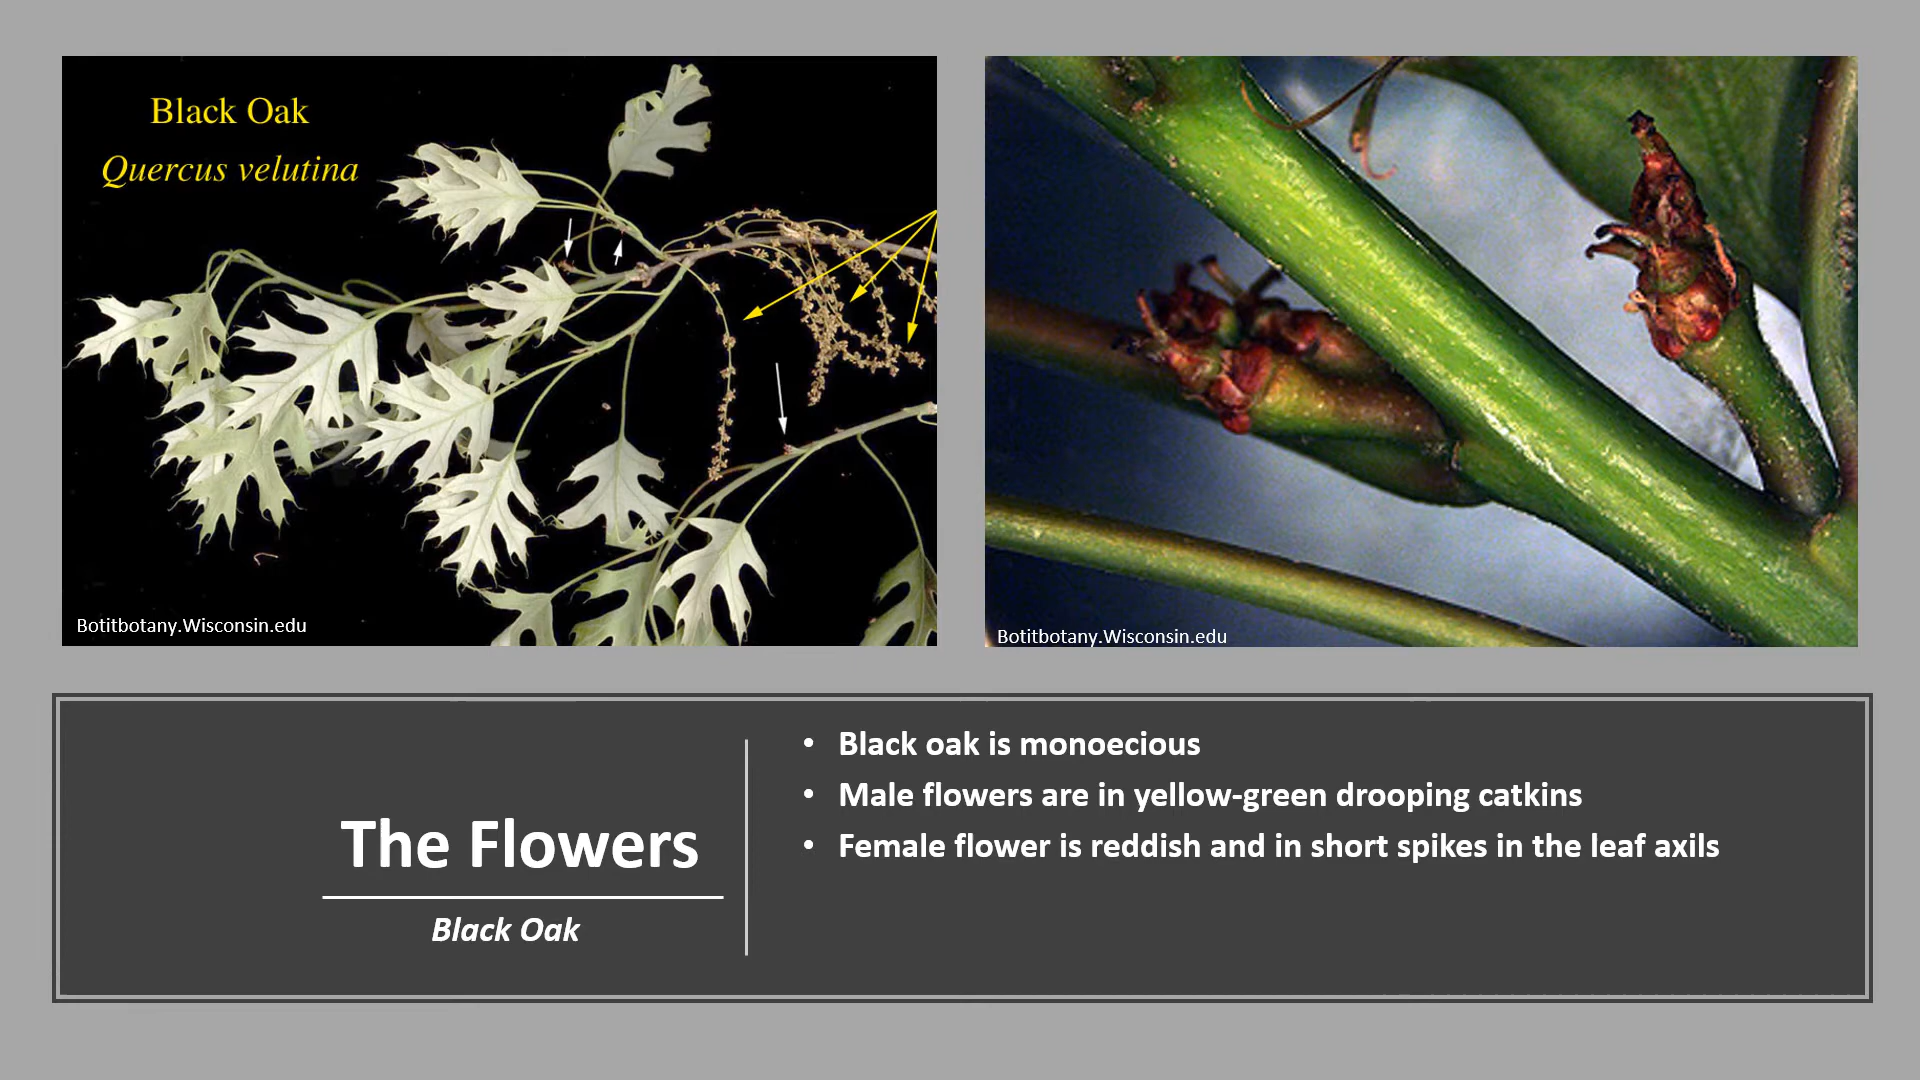 Black Oak
Quercus velutina
Botitbotany.Wisconsin.edu
Botitbotany.Wisconsin.edu
The Flowers
Black Oak
• Black oak is monoecious
• Male flowers are in yellow-green drooping catkins
• Female flower is reddish and in short spikes in the leaf axils